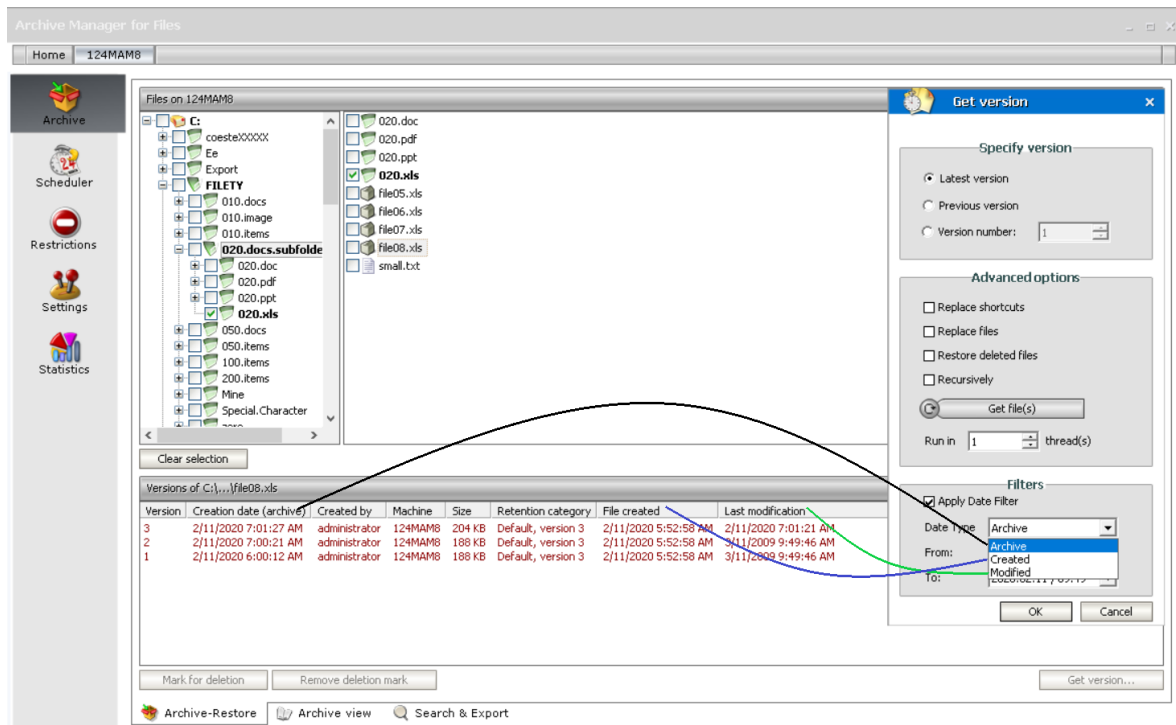 Archive Manager for Files
Home 124MAM8
Archive
Scheduler
Restrictions
Settings
Statistics
Files on 124MAM8
C:
coesteXXXXX
Ee
Export
FILETY
010.docs
010.image
010.items
020.docs.subfolde
020.doc
020.pdf
020.ppt
020.xls
050.docs
050.items
100.items
200.items
Mine
Special.Character
020.doc
020.pdf
020.ppt
020.xls
file05.xls
file06.xls
file07.xls
file08.xls
small.txt
Clear selection
Versions of C:\...\file08.xls
Version Creation date (archive) Created by Machine Size Retention category File created Last modification
3 2/11/2020 7:01:27 AM administrator 124MAM8 204 KB Default, version 3 2/11/2020 5:52:58 AM 2/11/2020 7:01:21 AM
2 2/11/2020 7:00:21 AM administrator 124MAM8 188 KB Default, version 3 2/11/2020 5:52:58 AM 3/11/2009 9:49:46 AM
1 2/11/2020 6:00:12 AM administrator 124MAM8 188 KB Default, version 3 2/11/2020 5:52:58 AM 3/11/2009 9:49:46 AM
Mark for deletion Remove deletion mark Get version...
Archive-Restore Archive view Search & Export
Get version
Specify version
Latest version
Previous version
Version number: 1
Advanced options
Replace shortcuts
Replace files
Restore deleted files
Recursively
Get file(s)
Run in 1 thread(s)
Filters
Apply Date Filter
Date Type Archive
Archive
From:
Created
Modified
To:
OK Cancel